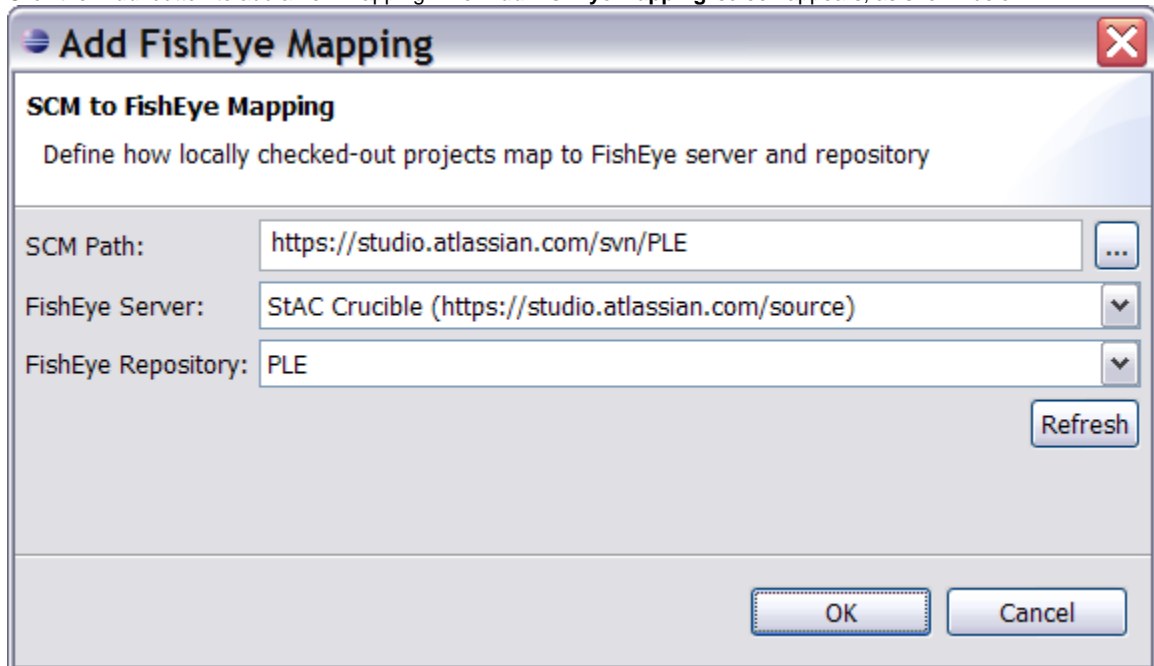 Add FishEye Mapping
SCM to FishEye Mapping
Define how locally checked-out projects map to FishEye server and repository
SCM Path: https://studio.atlassian.com/svn/PLE ...
FishEye Server: StAC Crucible (https://studio.atlassian.com/source)
FishEye Repository: PLE
Refresh
OK Cancel